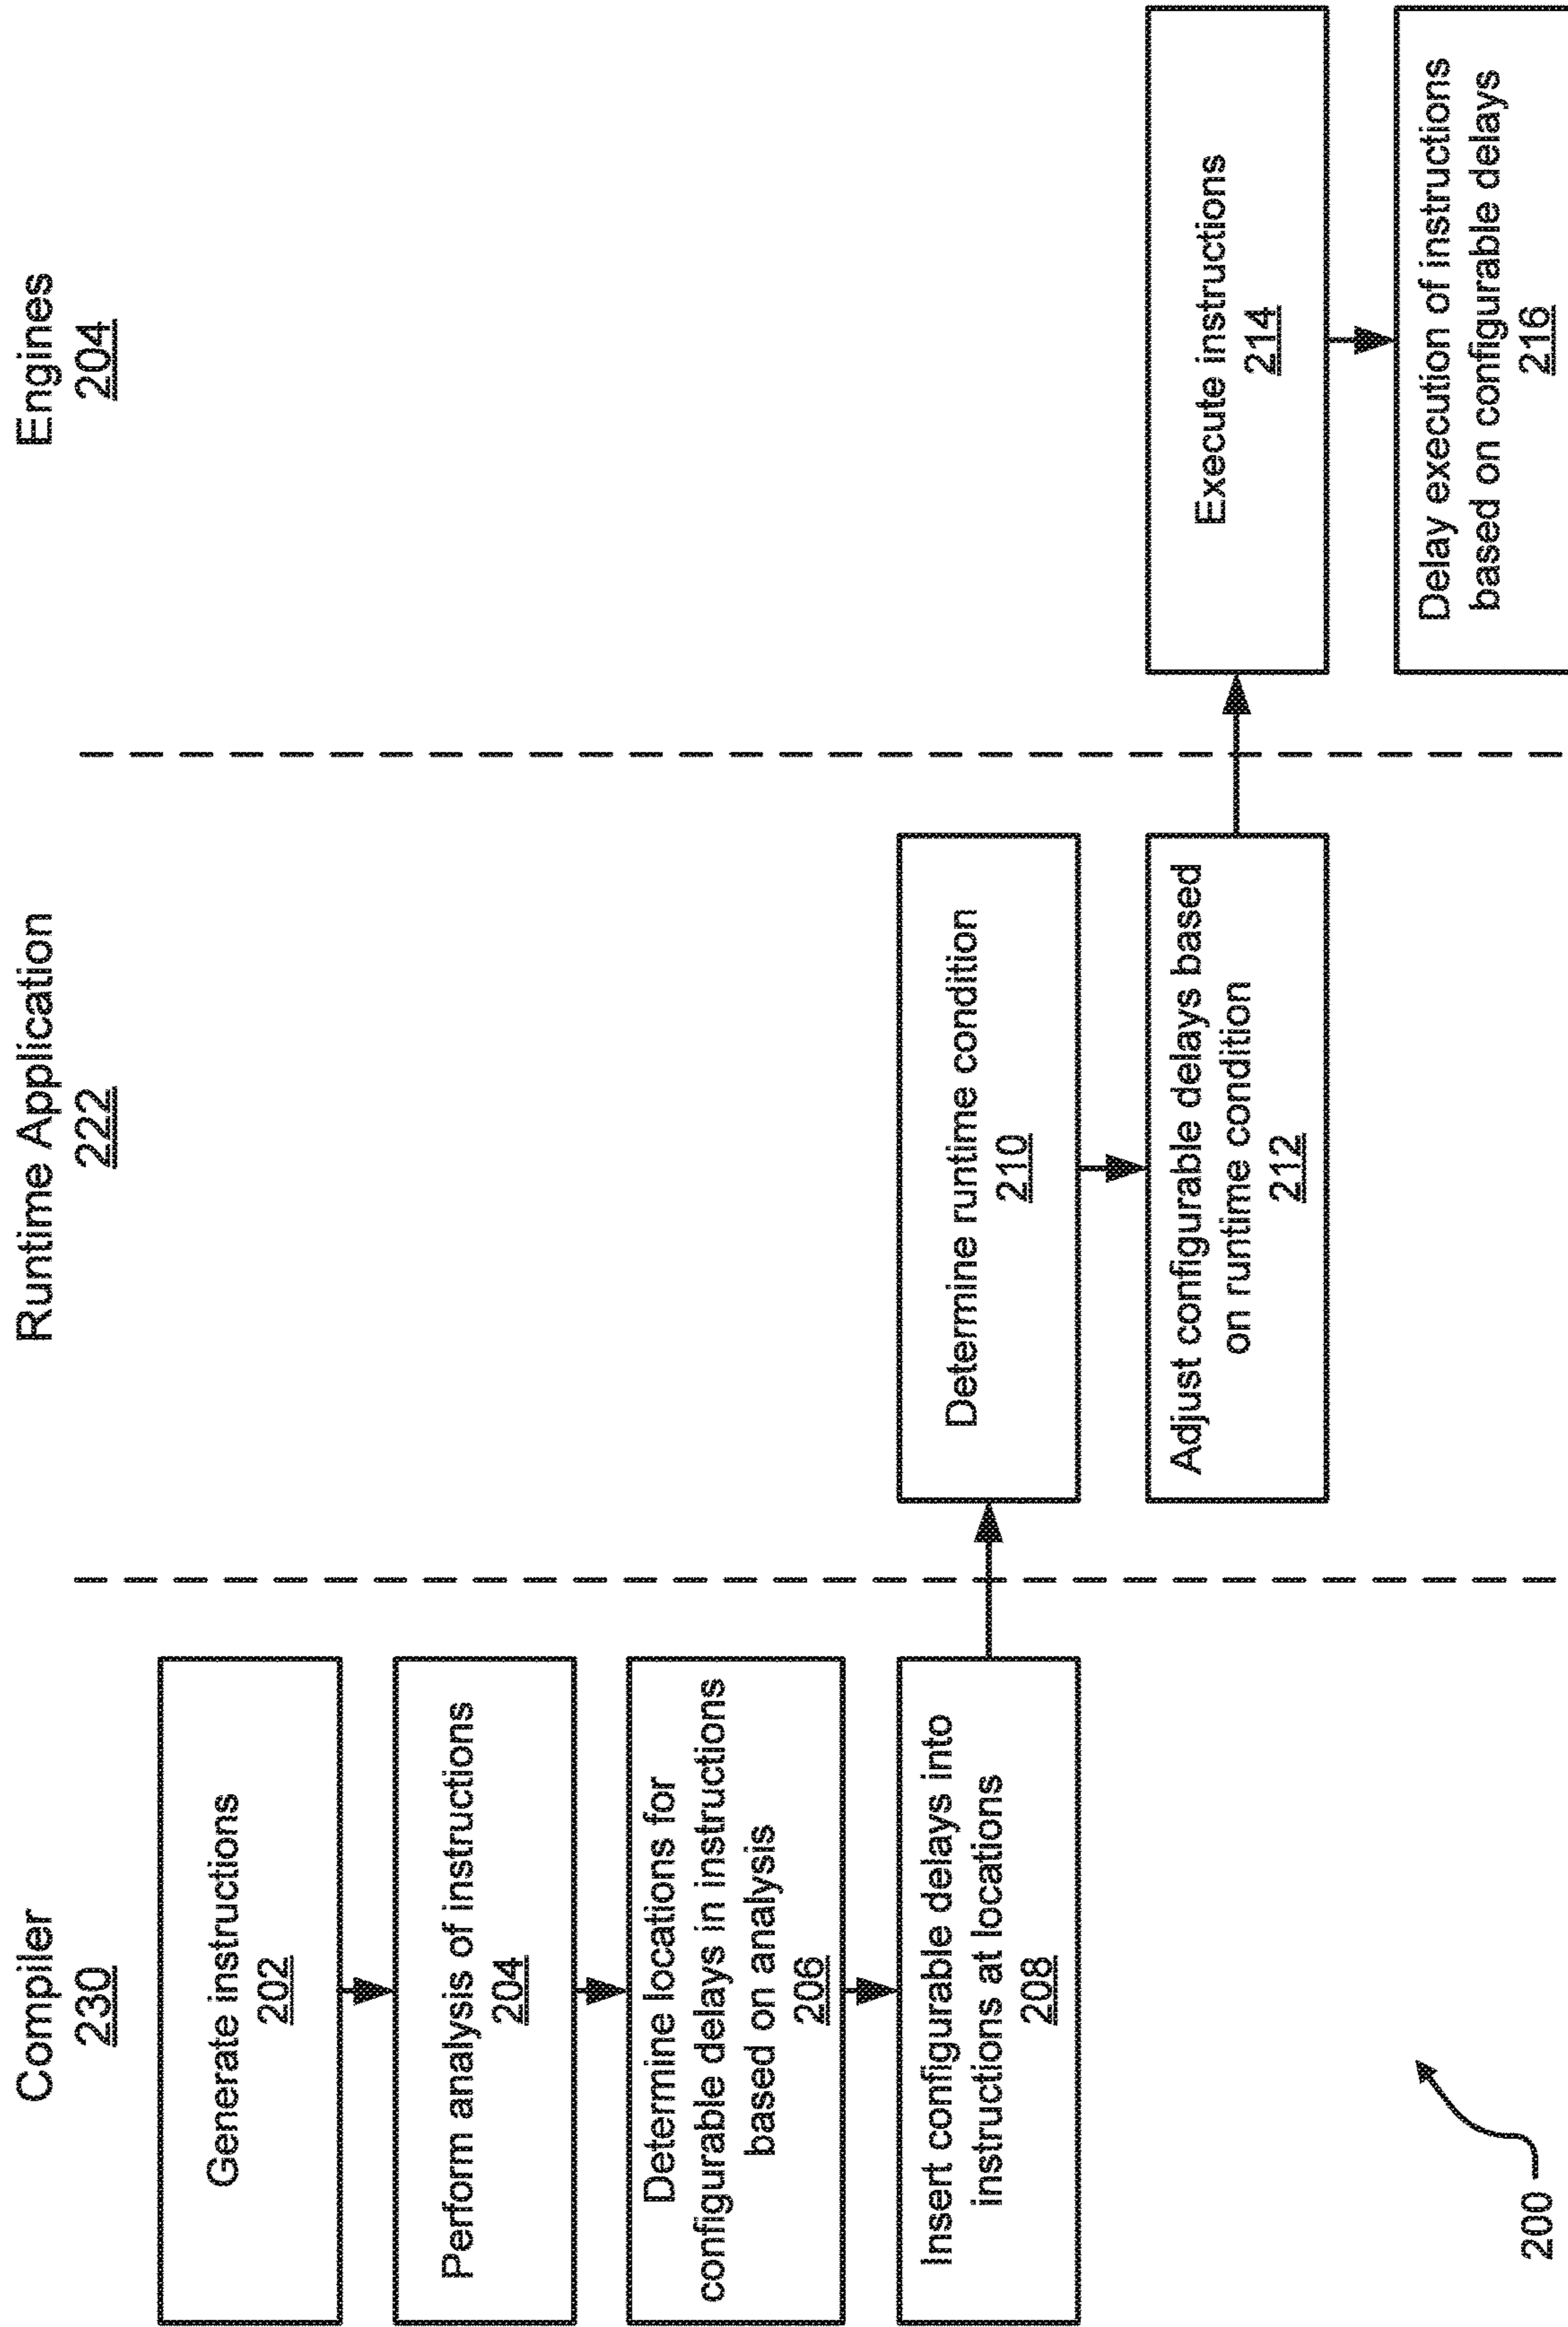 Compiler
230
Runtime Application
222
Engines
204
Generate instructions
202
Perform analysis of instructions
204
Determine locations for
configurable delays in instructions
based on analysis
206
Insert configurable delays into
instructions at locations
208
Determine runtime condition
210
Adjust configurable delays based
on runtime condition
212
Execute instructions
214
Delay execution of instructions
based on configurable delays
216
200